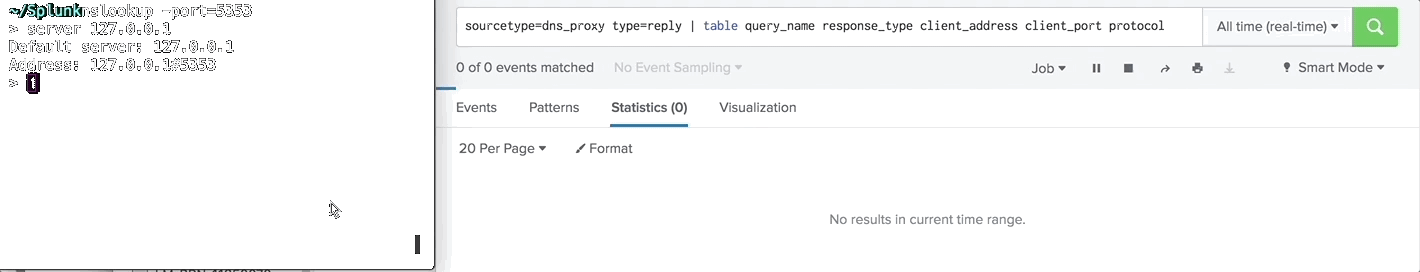 ~/Splunk nslookup -port=5353
> server 127.0.0.1
Default server: 127.0.0.1
Address: 127.0.0.1#5353
> t
sourcetype=dns_proxy type=reply | table query_name response_type client_address client_port protocol
All time (real-time)
0 of 0 events matched
No Event Sampling
Job
Smart Mode
Events
Patterns
Statistics (0)
Visualization
20 Per Page
Format
No results in current time range.